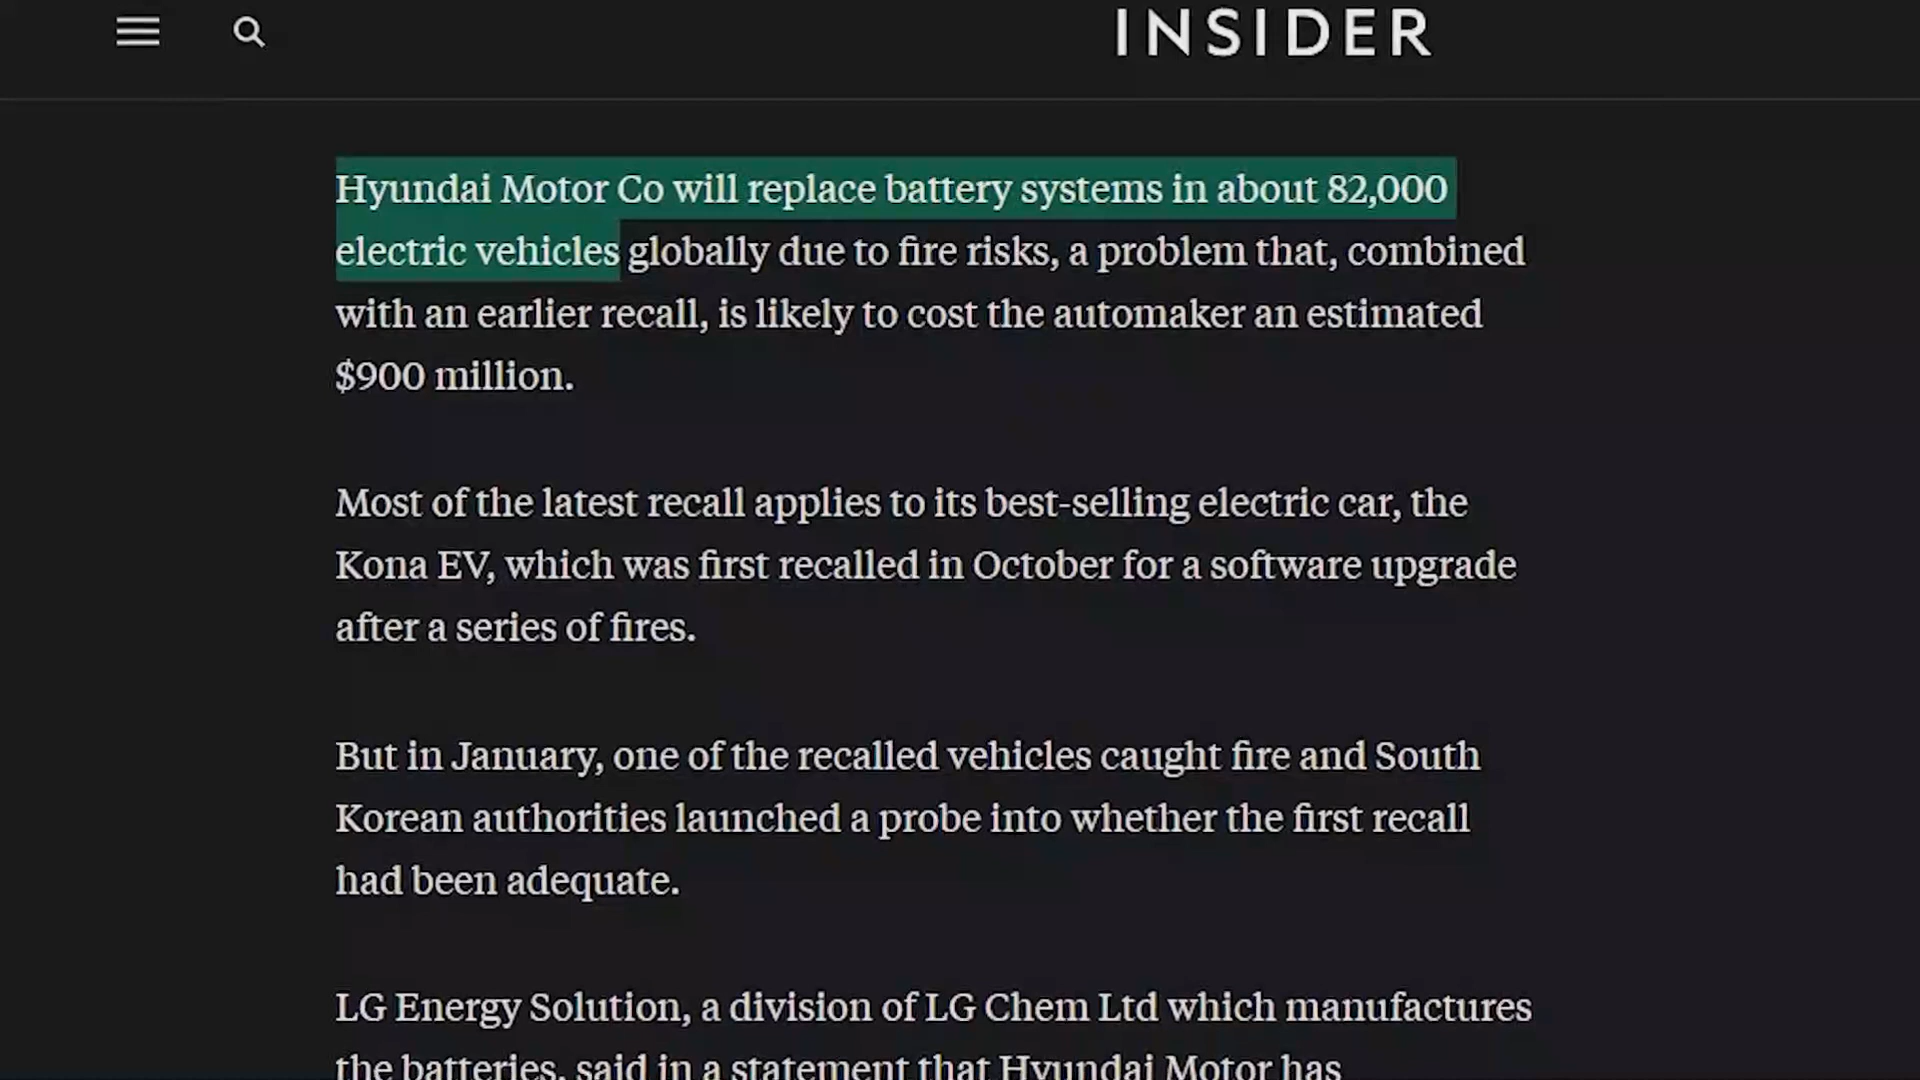 INSIDER
Hyundai Motor Co will replace battery systems in about 82,000
electric vehicles globally due to fire risks, a problem that, combined
with an earlier recall, is likely to cost the automaker an estimated
$900 million.
Most of the latest recall applies to its best-selling electric car, the
Kona EV, which was first recalled in October for a software upgrade
after a series of fires.
But in January, one of the recalled vehicles caught fire and South
Korean authorities launched a probe into whether the first recall
had been adequate.
LG Energy Solution, a division of LG Chem Ltd which manufactures
the batteries, said in a statement that Hyundai Motor has